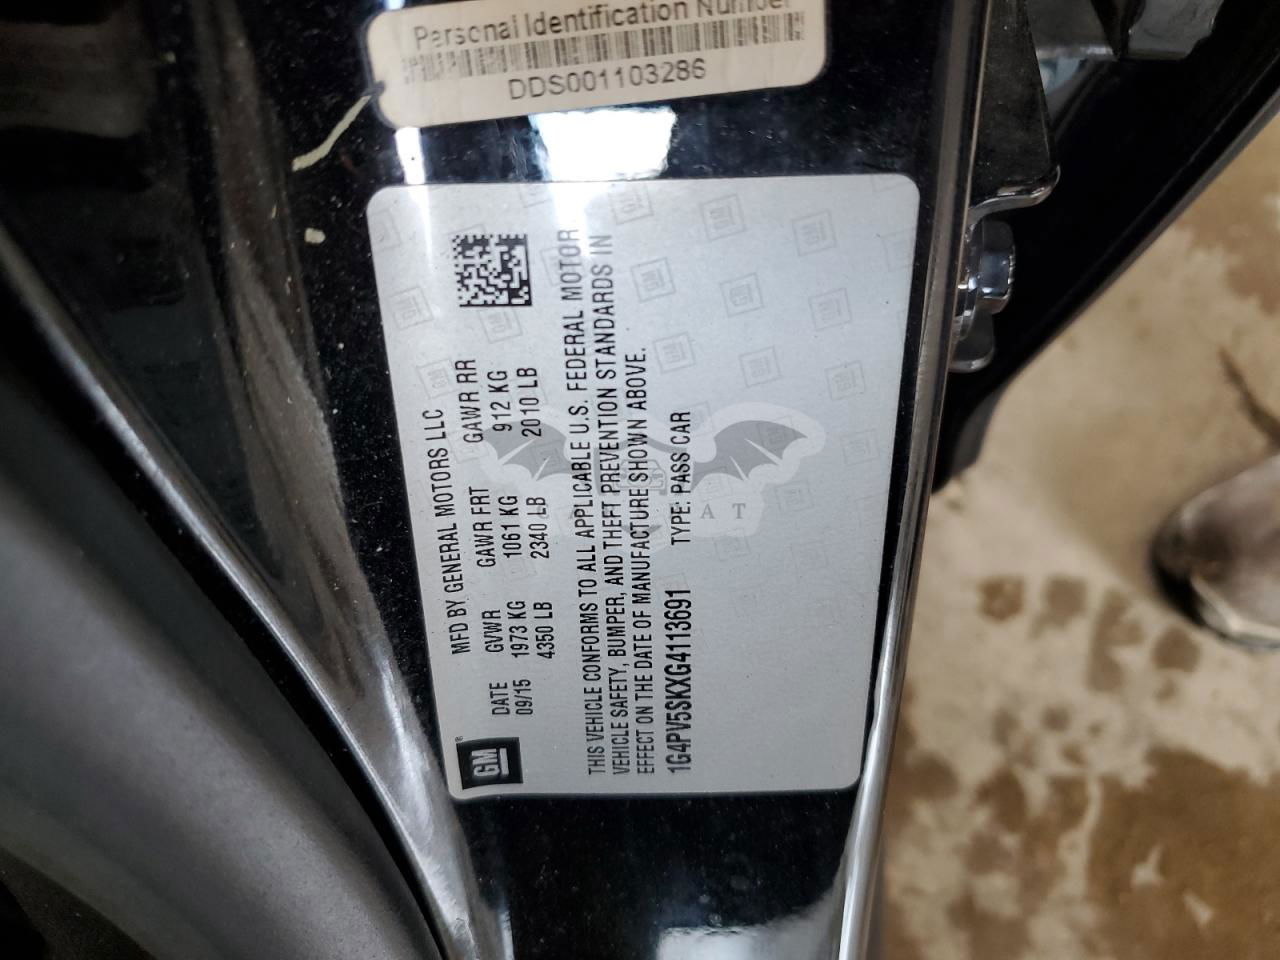 Personal Identification Number
DDS001103286
GM®
MFD BY GENERAL MOTORS LLC
DATE GVWR GAWR FRT GAWR RR
09/15 1973 KG 1061 KG 912 KG
4350 LB 2340 LB 2010 LB
THIS VEHICLE CONFORMS TO ALL APPLICABLE U.S. FEDERAL MOTOR
VEHICLE SAFETY, BUMPER, AND THEFT PREVENTION STANDARDS IN
EFFECT ON THE DATE OF MANUFACTURE SHOWN ABOVE.
1G4PV5SKXG4113691 TYPE: PASS CAR